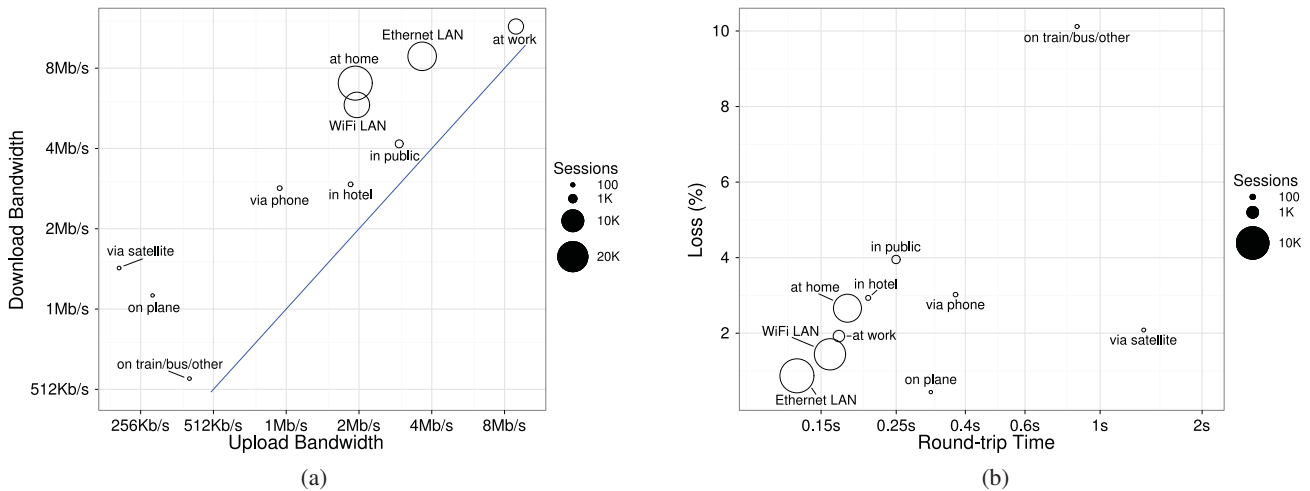 Download Bandwidth
8Mb/s
4Mb/s
2Mb/s
1Mb/s
512Kb/s
Ethernet LAN
at work
at home
WiFi LAN
in public
via phone
in hotel
via satellite
on plane
on train/bus/other
256Kb/s 512Kb/s 1Mb/s 2Mb/s 4Mb/s 8Mb/s
Upload Bandwidth
Sessions
100
1K
10K
20K
(a)
Loss (%)
10
8
6
4
2
on train/bus/other
in public
in hotel
at home
via phone
WiFi LAN
at work
via satellite
on plane
Ethernet LAN
0.15s 0.25s 0.4s 0.6s 1s 2s
Round-trip Time
Sessions
100
1K
10K
(b)